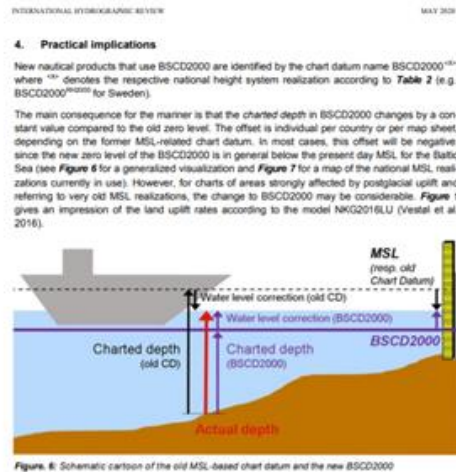 INTERNATIONAL HYDROGRAPHIC REVIEW MAY 2020
4. Practical implications
New nautical products that use BSCD2000 are identified by the chart datum name BSCD2000
where denotes the respective national height system realization according to Table 2 (e.g.
BSCD2000 for Sweden).
The main consequence for the mariner is that the charted depth in BSCD2000 changes by a con
stant value compared to the old zero level. The offset is individual per country or per map sheet
depending on the former MSL-related chart datum. In most cases, this offset will be negative
since the new zero level of the BSCD2000 is in general below the present day MSL for the Baltic
Sea (see Figure 6 for a generalized visualization and Figure 7 for a map of the national MSL reali
zations currently in use). However, for charts of areas strongly affected by postglacial uplift and
referring to very old MSL realizations, the change to BSCD2000 may be considerable. Figure
gives an impression of the land uplift rates according to the model NKG2016LU (Vestøl et al
2016).
MSL
(resp. old
Chart Datum)
Water level correction (old CD)
Water level correction (BSCD2000)
BSCD2000
Charted depth
(old CD)
Charted depth
(BSCD2000)
Actual depth
Figure. 6: Schematic cartoon of the old MSL-based chart datum and the new BSCD2000